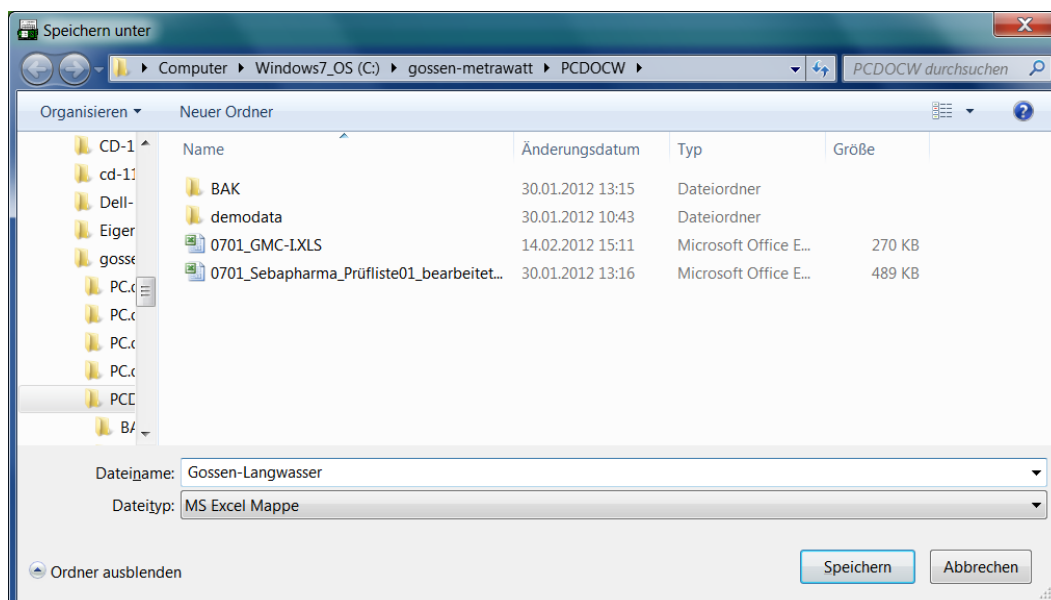 Speichern unter
Computer Windows7_OS (C:) gossen-metrawatt PCDOCW
PCDOCW durchsuchen
Organisieren Neuer Ordner
CD-1
cd-11
Dell-
Eiger
gosse
PC.
PC.
PC.
PC.
PCD
BA
Name Änderungsdatum Typ Größe
BAK 30.01.2012 13:15 Dateiordner
demodata 30.01.2012 10:43 Dateiordner
0701_GMC-I.XLS 14.02.2012 15:11 Microsoft Office E... 270 KB
0701_Sebapharma_Prüfliste01_bearbeitet... 30.01.2012 13:16 Microsoft Office E... 489 KB
Dateiname: Gossen-Langwasser
Dateityp: MS Excel Mappe
Ordner ausblenden
Speichern Abbrechen